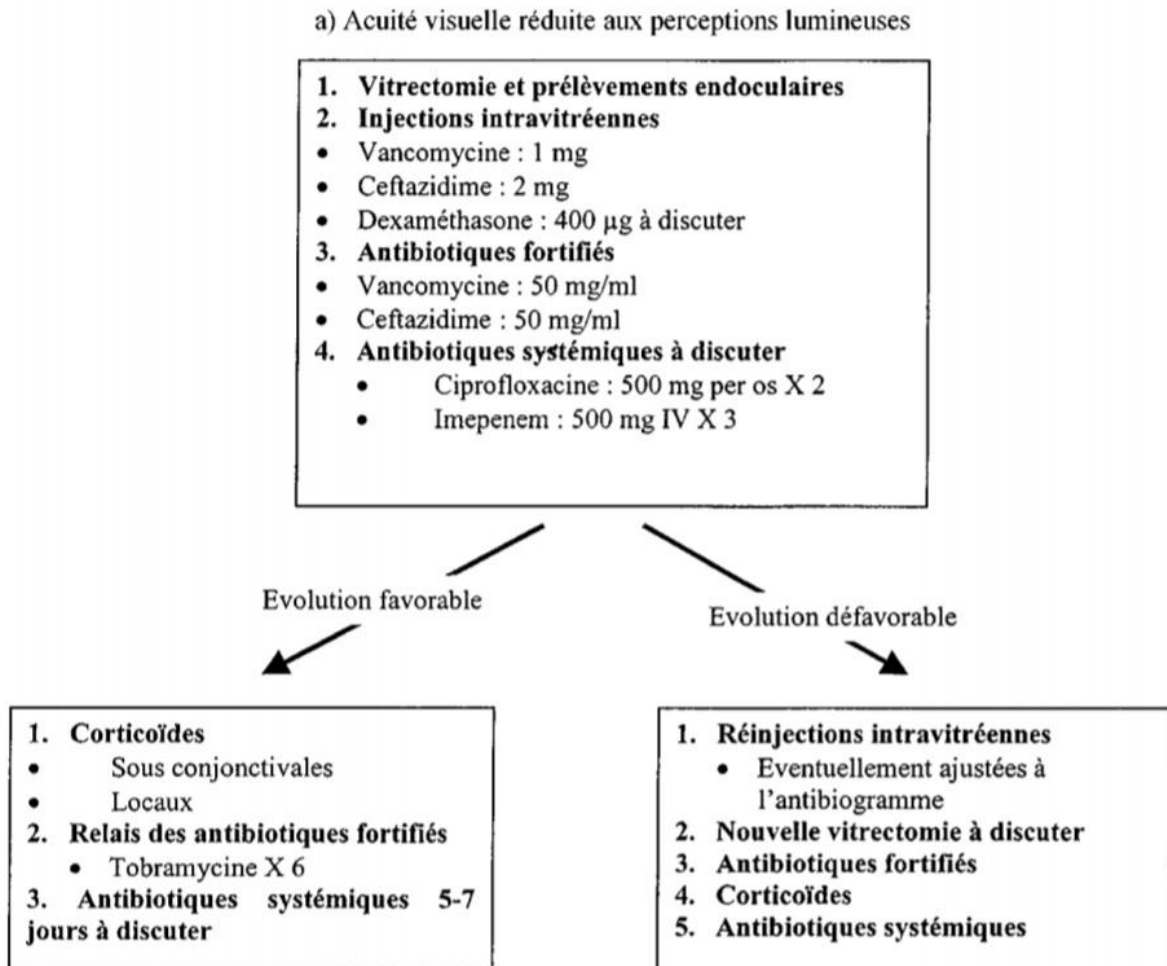 a) Acuité visuelle réduite aux perceptions lumineuses
1. Vitrectomie et prélèvements endoculaires
2. Injections intravitréennes
• Vancomycine : 1 mg
• Ceftazidime : 2 mg
• Dexaméthasone : 400 µg à discuter
3. Antibiotiques fortifiés
• Vancomycine : 50 mg/ml
• Ceftazidime : 50 mg/ml
4. Antibiotiques systémiques à discuter
• Ciprofloxacine : 500 mg per os X 2
• Imepenem : 500 mg IV X 3
Evolution favorable
Evolution défavorable
1. Corticoïdes
• Sous conjonctivales
• Locaux
2. Relais des antibiotiques fortifiés
• Tobramycine X 6
3. Antibiotiques systémiques 5-7
jours à discuter
1. Réinjections intravitréennes
• Eventuellement ajustées à
l'antibiogramme
2. Nouvelle vitrectomie à discuter
3. Antibiotiques fortifiés
4. Corticoïdes
5. Antibiotiques systémiques